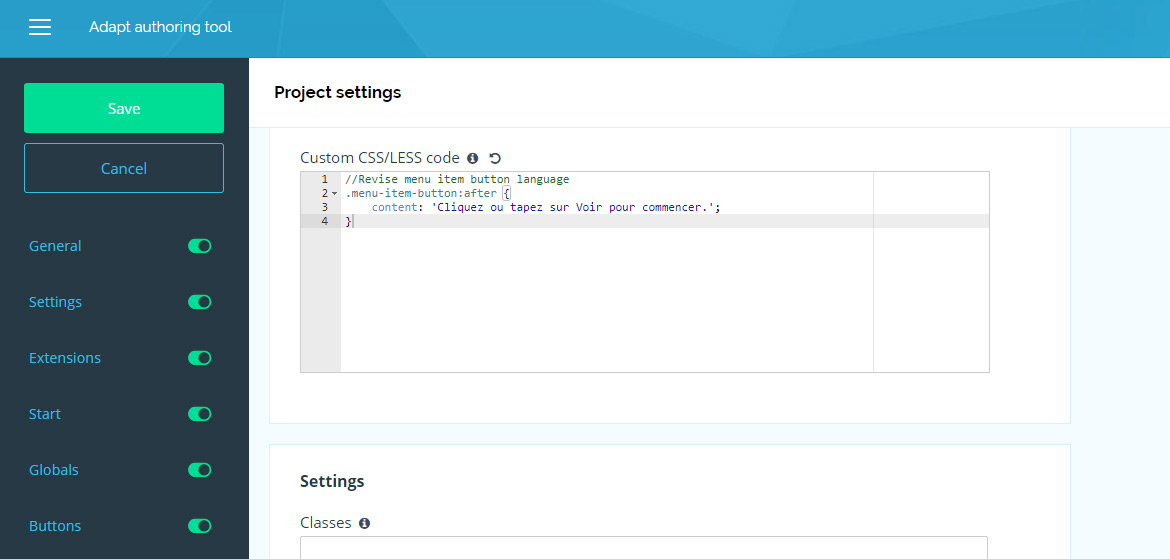 Adapt authoring tool
Save
Cancel
General
Settings
Extensions
Start
Globals
Buttons
Project settings
Custom CSS/LESS code
1 //Revise menu item button language
2 .menu-item-button:after {
3 content: 'Cliquez ou tapez sur Voir pour commencer.';
4 }
Settings
Classes